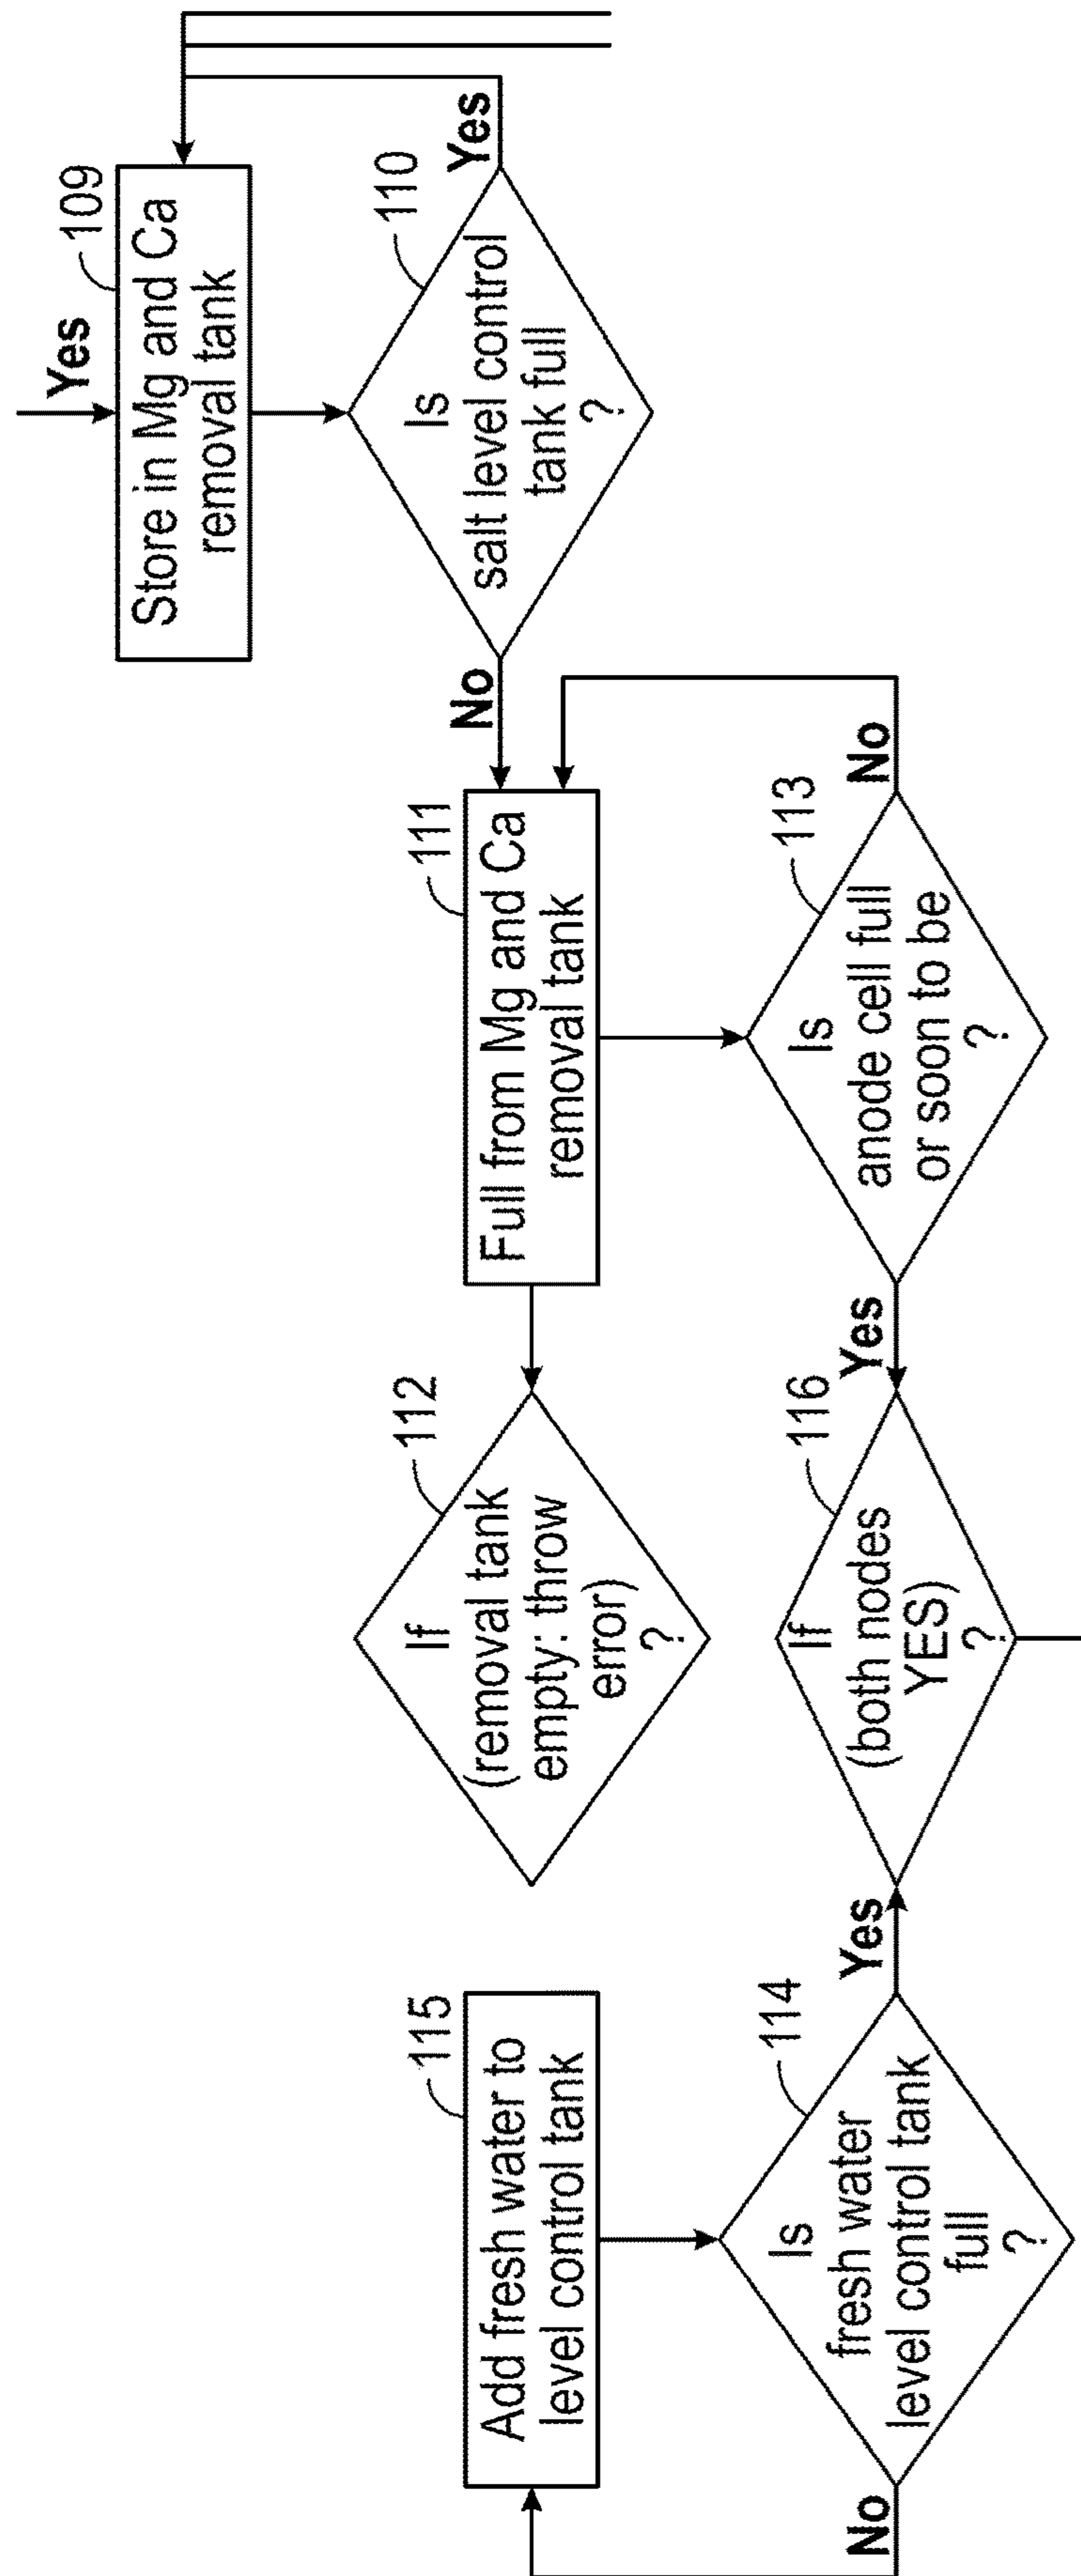 Yes
109
Store in Mg and Ca
removal tank
110
Is
salt level control
tank full
?
Yes
No
111
Full from Mg and Ca
removal tank
112
If
(removal tank
empty: throw
error)
?
113
Is
anode cell full
or soon to be
?
No
Yes
115
Add fresh water to
level control tank
114
Is
fresh water
level control tank
full
?
No
Yes
116
If
(both nodes
YES)
?